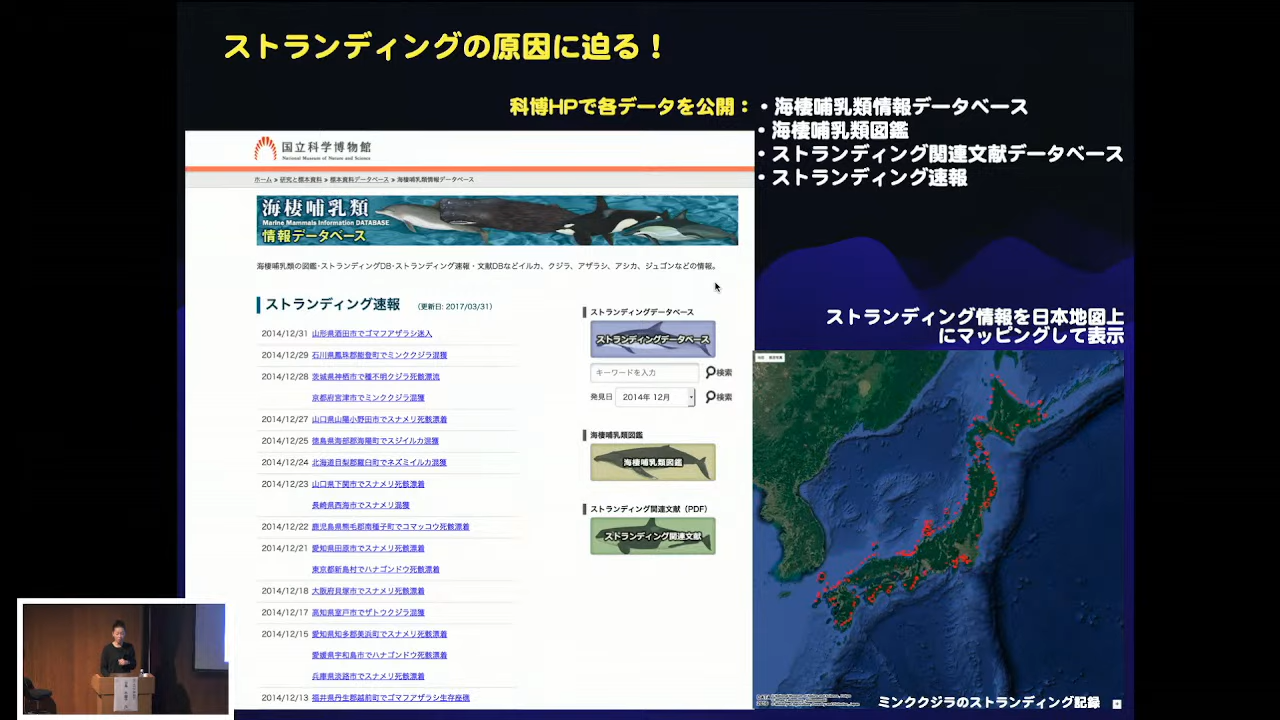 ストランディングの原因に迫る！
科博HPで各データを公開：・海棲哺乳類情報データベース
・海棲哺乳類図鑑
・ストランディング関連文献データベース
・ストランディング速報
国立科学博物館
National Museum of Nature and Science
ホーム » 研究と標本資料 » 標本資料データベース » 海棲哺乳類情報データベース
海棲哺乳類
Marine Mammals Information DATABASE
情報データベース
海棲哺乳類の図鑑･ストランディングDB･ストランディング速報・文献DBなどイルカ、クジラ、アザラシ、アシカ、ジュゴンなどの情報。
ストランディング速報 （更新日: 2017/03/31）
2014/12/31 山形県酒田市でゴマフアザラシ迷入
2014/12/29 石川県鳳珠郡能登町でミンククジラ混獲
2014/12/28 茨城県神栖市で種不明クジラ死骸漂流
京都府宮津市でミンククジラ混獲
2014/12/27 山口県山陽小野田市でスナメリ死骸漂着
2014/12/25 徳島県海部郡海陽町でスジイルカ混獲
2014/12/24 北海道目梨郡羅臼町でネズミイルカ混獲
2014/12/23 山口県下関市でスナメリ死骸漂着
長崎県西海市でスナメリ混獲
2014/12/22 鹿児島県熊毛郡南種子町でコマッコウ死骸漂着
2014/12/21 愛知県田原市でスナメリ死骸漂着
東京都新島村でハナゴンドウ死骸漂着
2014/12/18 大阪府貝塚市でスナメリ死骸漂着
2014/12/17 高知県室戸市でザトウクジラ混獲
2014/12/15 愛知県知多郡美浜町でスナメリ死骸漂着
愛媛県宇和島市でハナゴンドウ死骸漂着
兵庫県淡路市でスナメリ死骸漂着
2014/12/13 福井県丹生郡越前町でゴマフアザラシ生存座礁
ストランディングデータベース
ストランディングデータベース
キーワードを入力 検索
発見日 2014年 12月 検索
海棲哺乳類図鑑
海棲哺乳類図鑑
ストランディング関連文献（PDF）
ストランディング関連文献
ストランディング情報を日本地図上
にマッピングして表示
ミンククジラのストランディング記録